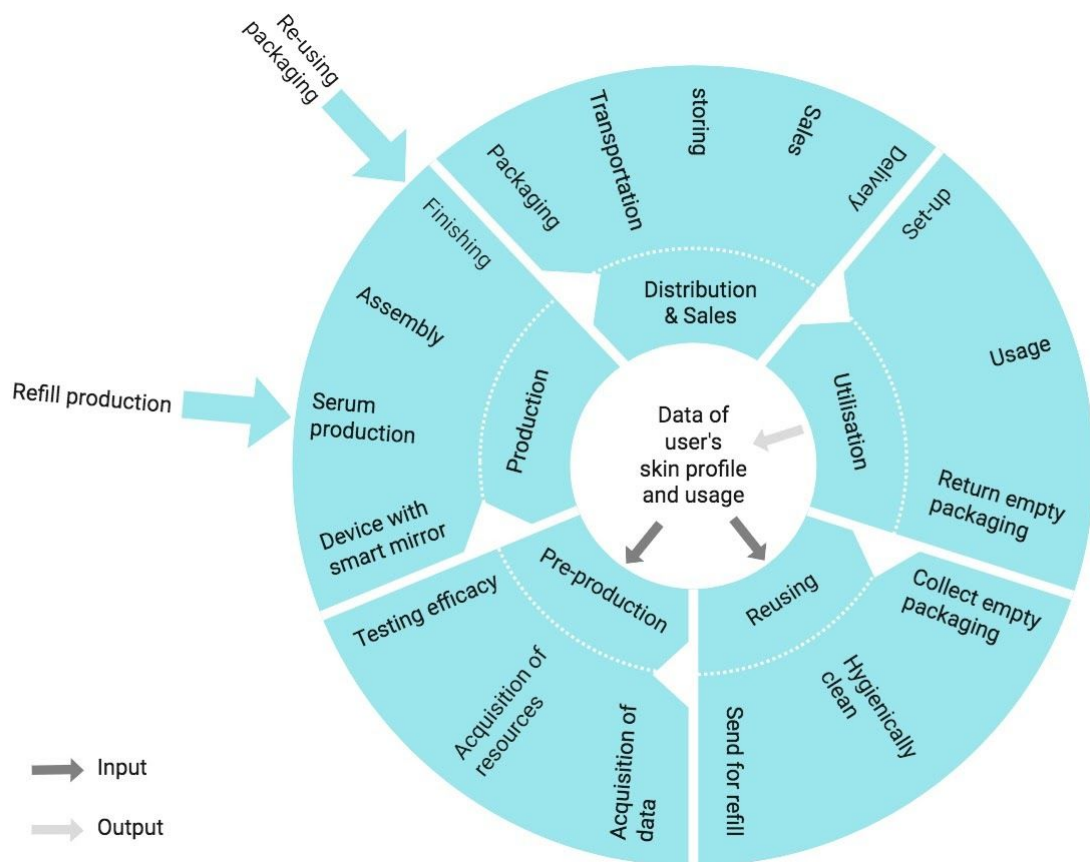 Re-using
packaging
Packaging
Transportation
storing
Sales
Delivery
Distribution
& Sales
Set-up
Usage
Return empty
packaging
Utilisation
Collect empty
packaging
Hygienically
clean
Send for refill
Reusing
Acquisition of
data
Acquisition of
resources
Testing efficacy
Pre-production
Device with
smart mirror
Serum
production
Assembly
Finishing
Production
Refill production
Data of
user's
skin profile
and usage
Input
Output